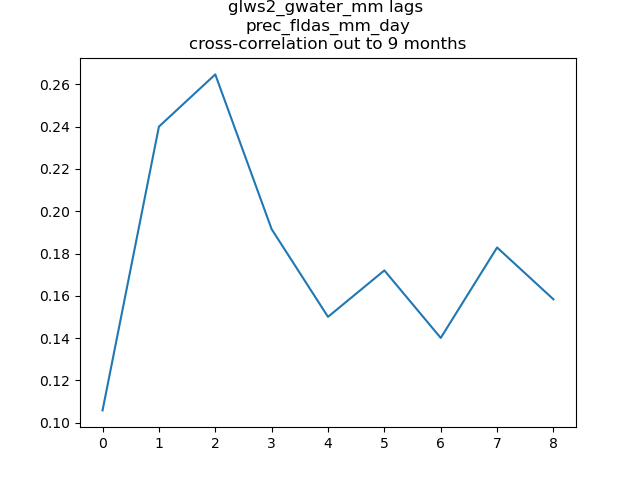 glws2_gwater_mm lags
prec_fldas_mm_day
cross-correlation out to 9 months
0.26
0.24
0.22
0.20
0.18
0.16
0.14
0.12
0.10
0 1 2 3 4 5 6 7 8